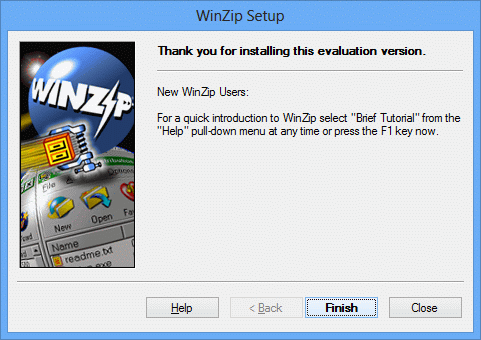 WinZip Setup
Thank you for installing this evaluation version.
WINZIP
New WinZip Users:
For a quick introduction to WinZip select "Brief Tutorial" from the
"Help" pull-down menu at any time or press the F1 key now.
File
New
Open
Name
readme.txt
.exe
Help
< Back
Finish
Close